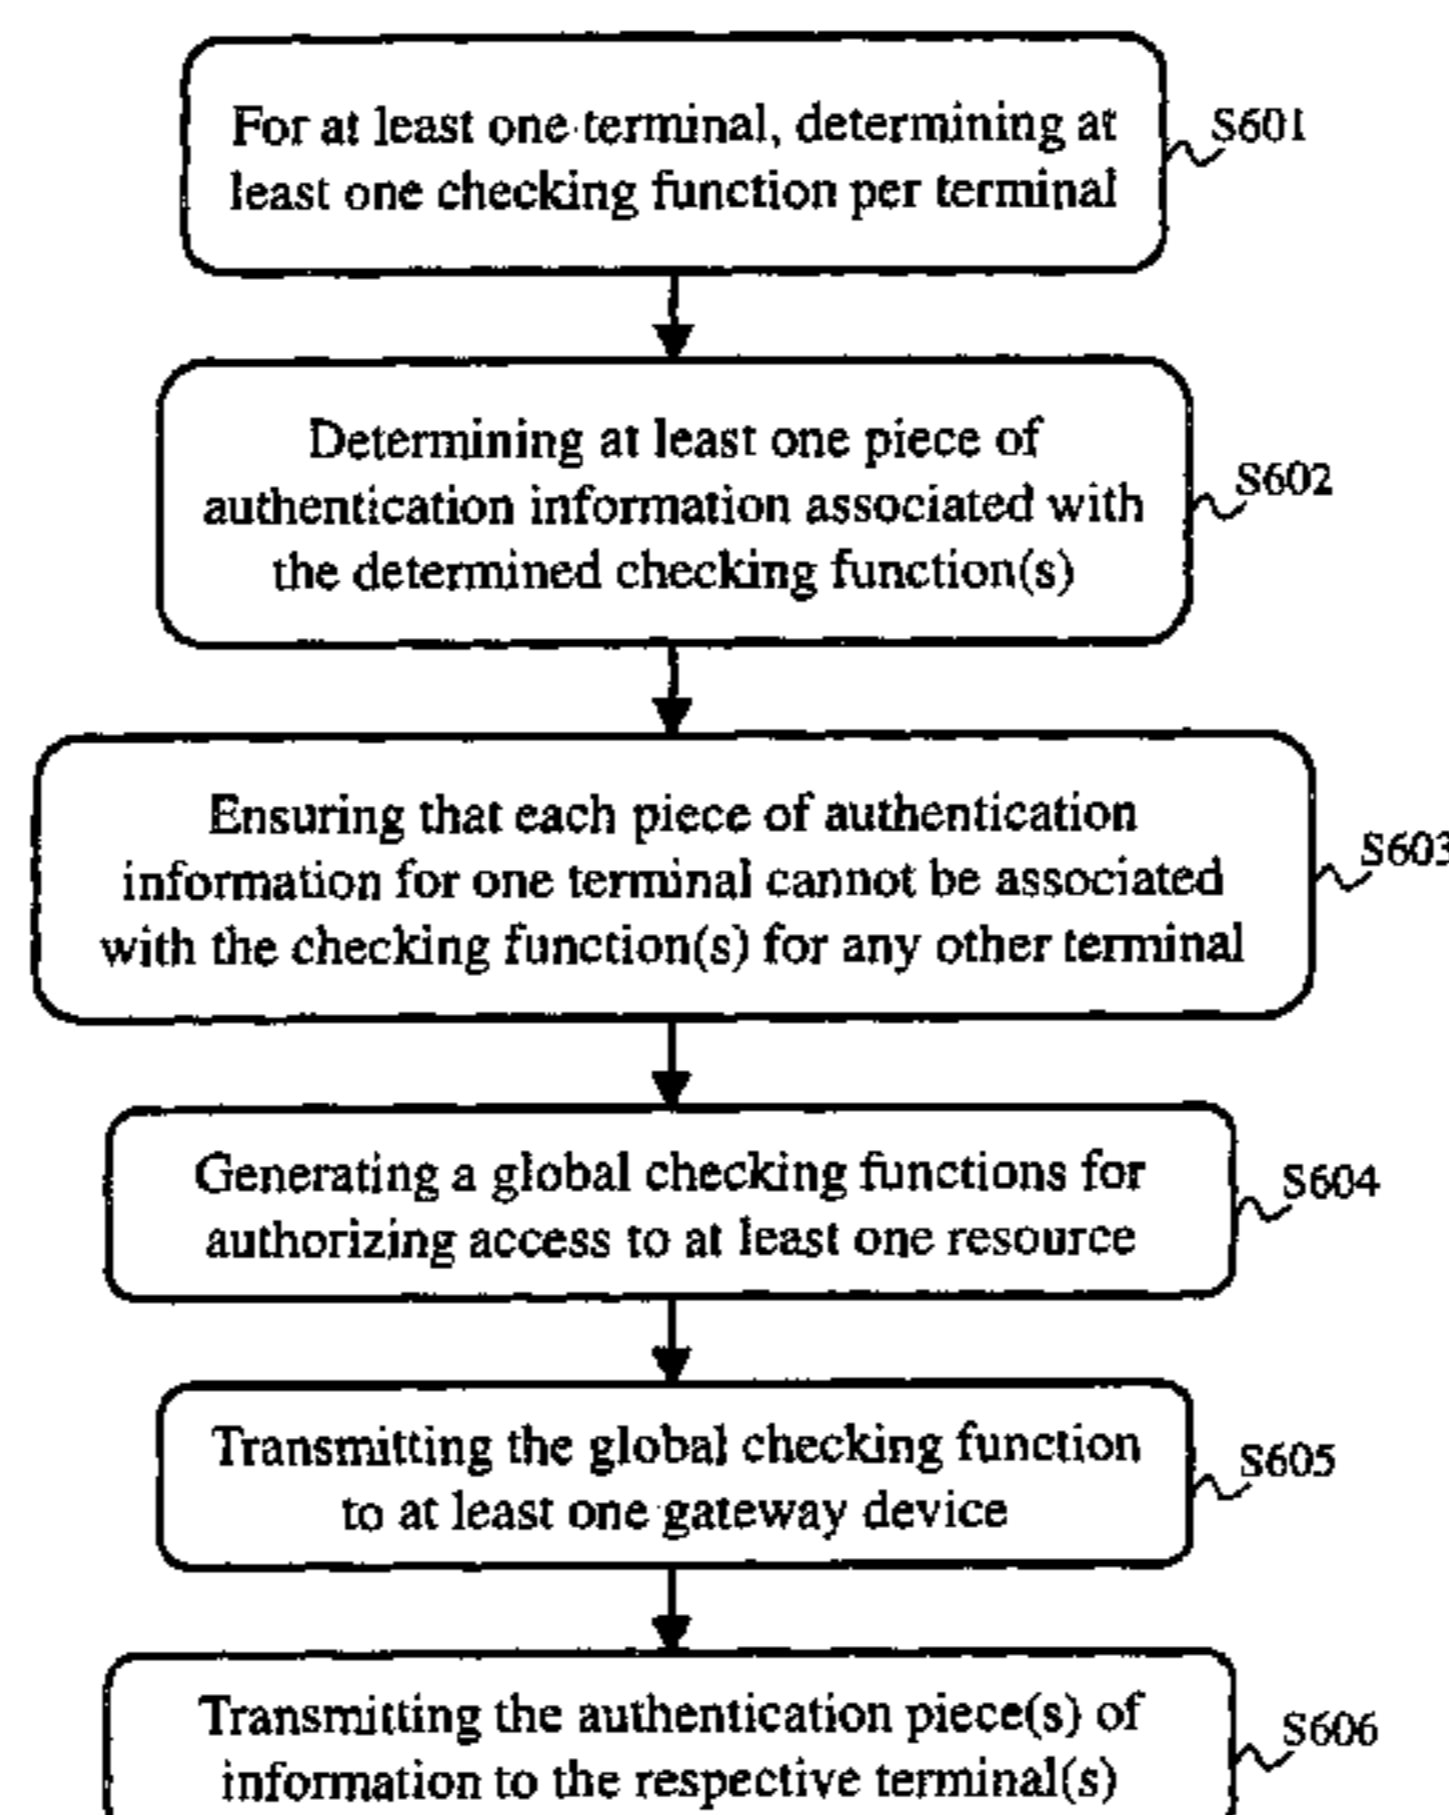 For at least one terminal, determining at
least one checking function per terminal
S601
Determining at least one piece of
authentication information associated with
the determined checking function(s)
S602
Ensuring that each piece of authentication
information for one terminal cannot be associated
with the checking function(s) for any other terminal
S603
Generating a global checking functions for
authorizing access to at least one resource
S604
Transmitting the global checking function
to at least one gateway device
S605
Transmitting the authentication piece(s) of
information to the respective terminal(s)
S606